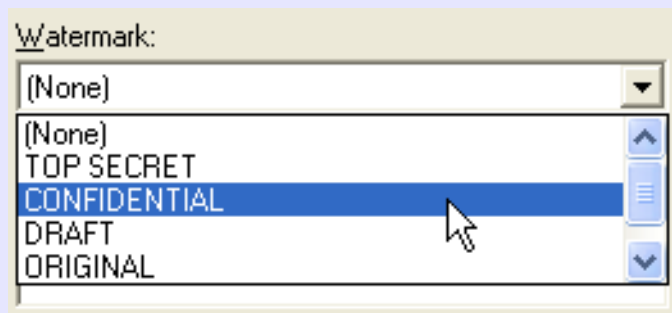 Watermark:
(None)
(None)
TOP SECRET
CONFIDENTIAL
DRAFT
ORIGINAL